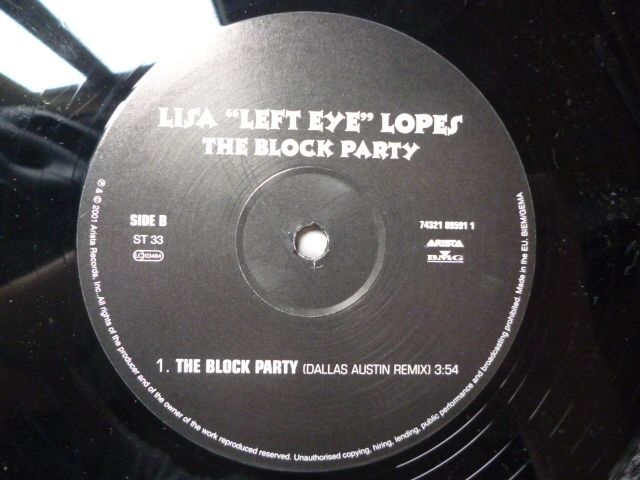 LISA “LEFT EYE” LOPES
THE BLOCK PARTY
SIDE B
ST 33
LC 03484
74321 89591 1
ARISTA
BMG
1. THE BLOCK PARTY (DALLAS AUSTIN REMIX) 3:54
℗ & © 2001 Arista Records, Inc., All rights of the producer and of the owner of the work reproduced reserved. Unauthorised copying, hiring, lending, public performance and broadcasting prohibited. Made in the EU. BIEM/GEMA